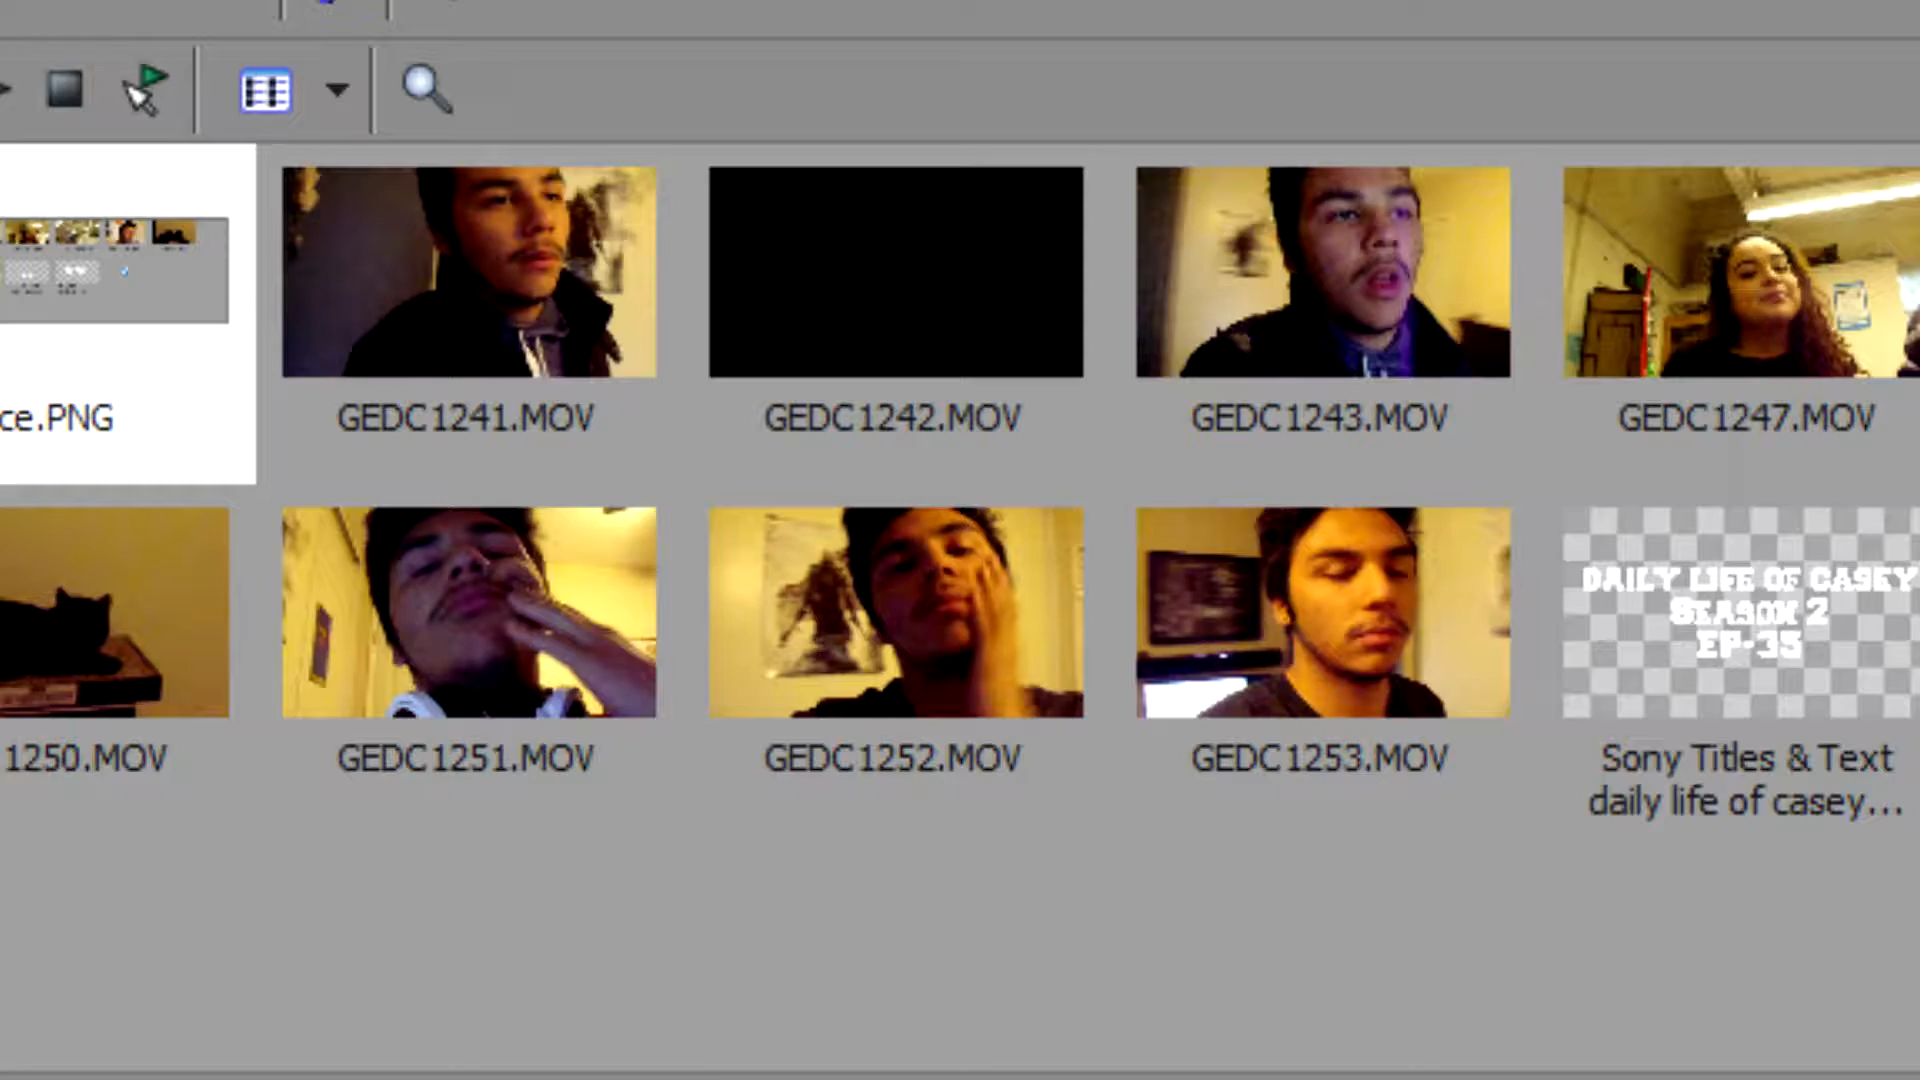 ce.PNG
GEDC1241.MOV
GEDC1242.MOV
GEDC1243.MOV
GEDC1247.MOV
DAILY LIFE OF CASEY
SEASON 2
EP-35
1250.MOV
GEDC1251.MOV
GEDC1252.MOV
GEDC1253.MOV
Sony Titles & Text
daily life of casey...